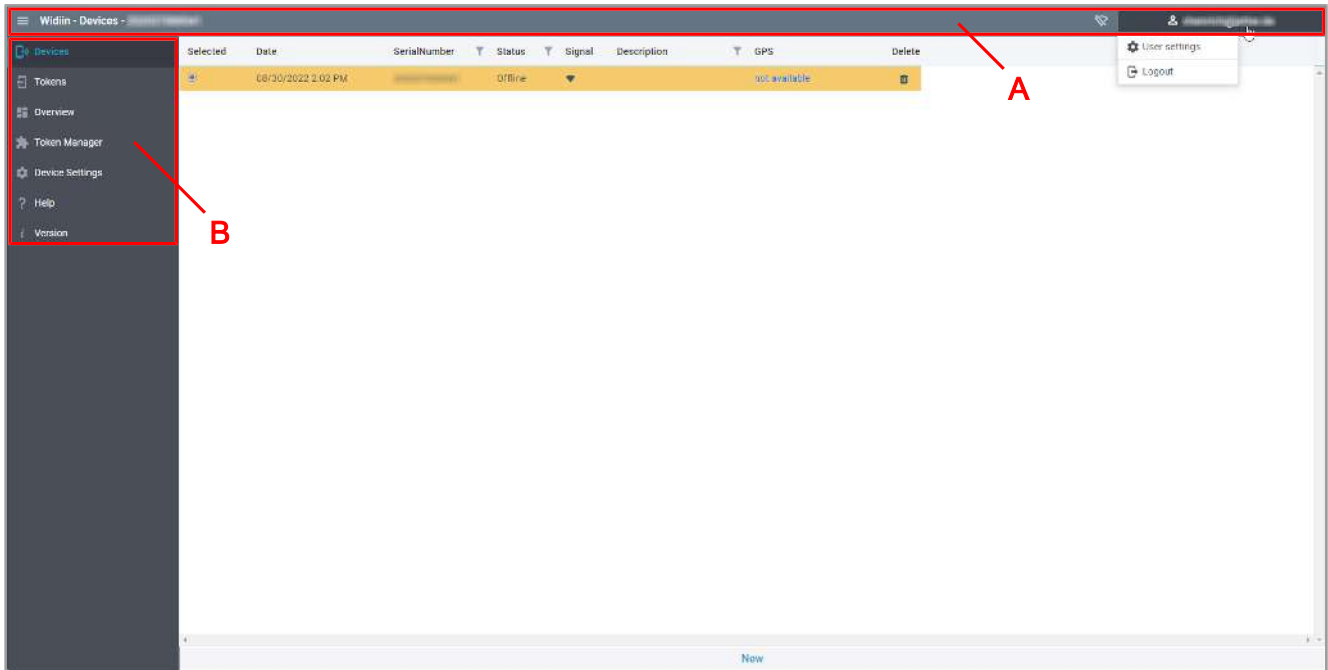 Widiin - Devices -
User settings
Logout
Devices
Tokens
Overview
Token Manager
Device Settings
? Help
i Version
Selected Date SerialNumber Status Signal Description GPS Delete
08/30/2022 2:02 PM Offline not available
A
B
New